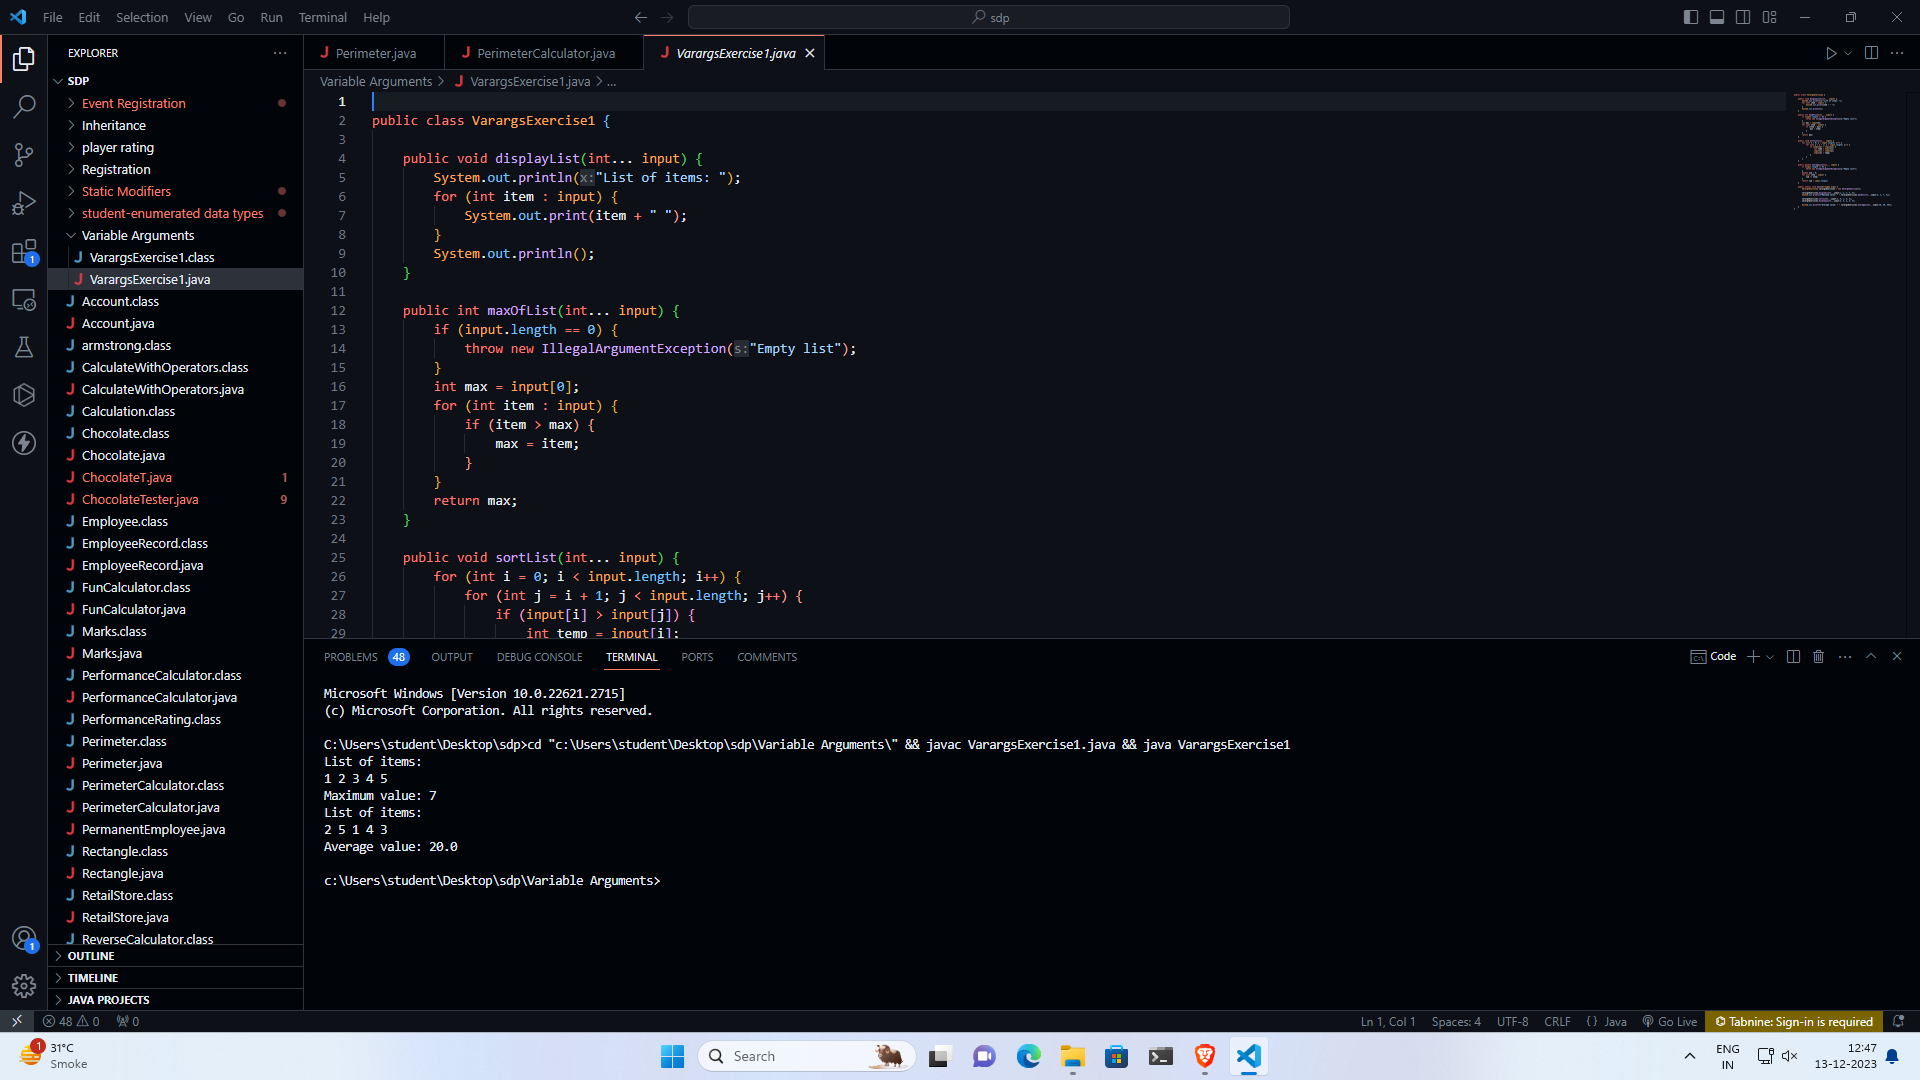 File Edit Selection View Go Run Terminal Help
sdp
EXPLORER
SDP
Event Registration
Inheritance
player rating
Registration
Static Modifiers
student-enumerated data types
Variable Arguments
VarargsExercise1.class
VarargsExercise1.java
Account.class
Account.java
armstrong.class
CalculateWithOperators.class
CalculateWithOperators.java
Calculation.class
Chocolate.class
Chocolate.java
ChocolateT.java 1
ChocolateTester.java 9
Employee.class
EmployeeRecord.class
EmployeeRecord.java
FunCalculator.class
FunCalculator.java
Marks.class
Marks.java
PerformanceCalculator.class
PerformanceCalculator.java
PerformanceRating.class
Perimeter.class
Perimeter.java
PerimeterCalculator.class
PerimeterCalculator.java
PermanentEmployee.java
Rectangle.class
Rectangle.java
RetailStore.class
RetailStore.java
ReverseCalculator.class
OUTLINE
TIMELINE
JAVA PROJECTS
Perimeter.java PerimeterCalculator.java VarargsExercise1.java
Variable Arguments > VarargsExercise1.java > ...
1
2 public class VarargsExercise1 {
3
4 public void displayList(int... input) {
5 System.out.println(x:"List of items: ");
6 for (int item : input) {
7 System.out.print(item + " ");
8 }
9 System.out.println();
10 }
11
12 public int maxOfList(int... input) {
13 if (input.length == 0) {
14 throw new IllegalArgumentException(s:"Empty list");
15 }
16 int max = input[0];
17 for (int item : input) {
18 if (item > max) {
19 max = item;
20 }
21 }
22 return max;
23 }
24
25 public void sortList(int... input) {
26 for (int i = 0; i < input.length; i++) {
27 for (int j = i + 1; j < input.length; j++) {
28 if (input[i] > input[j]) {
29 int temp = input[i];
PROBLEMS 48 OUTPUT DEBUG CONSOLE TERMINAL PORTS COMMENTS
Code
Microsoft Windows [Version 10.0.22621.2715]
(c) Microsoft Corporation. All rights reserved.
C:\Users\student\Desktop\sdp>cd "c:\Users\student\Desktop\sdp\Variable Arguments\" && javac VarargsExercise1.java && java VarargsExercise1
List of items:
1 2 3 4 5
Maximum value: 7
List of items:
2 5 1 4 3
Average value: 20.0
c:\Users\student\Desktop\sdp\Variable Arguments>
48 0 0
Ln 1, Col 1 Spaces: 4 UTF-8 CRLF { } Java Go Live Tabnine: Sign-in is required
1 31°C
Smoke
Search
ENG
IN
12:47
13-12-2023
1
1